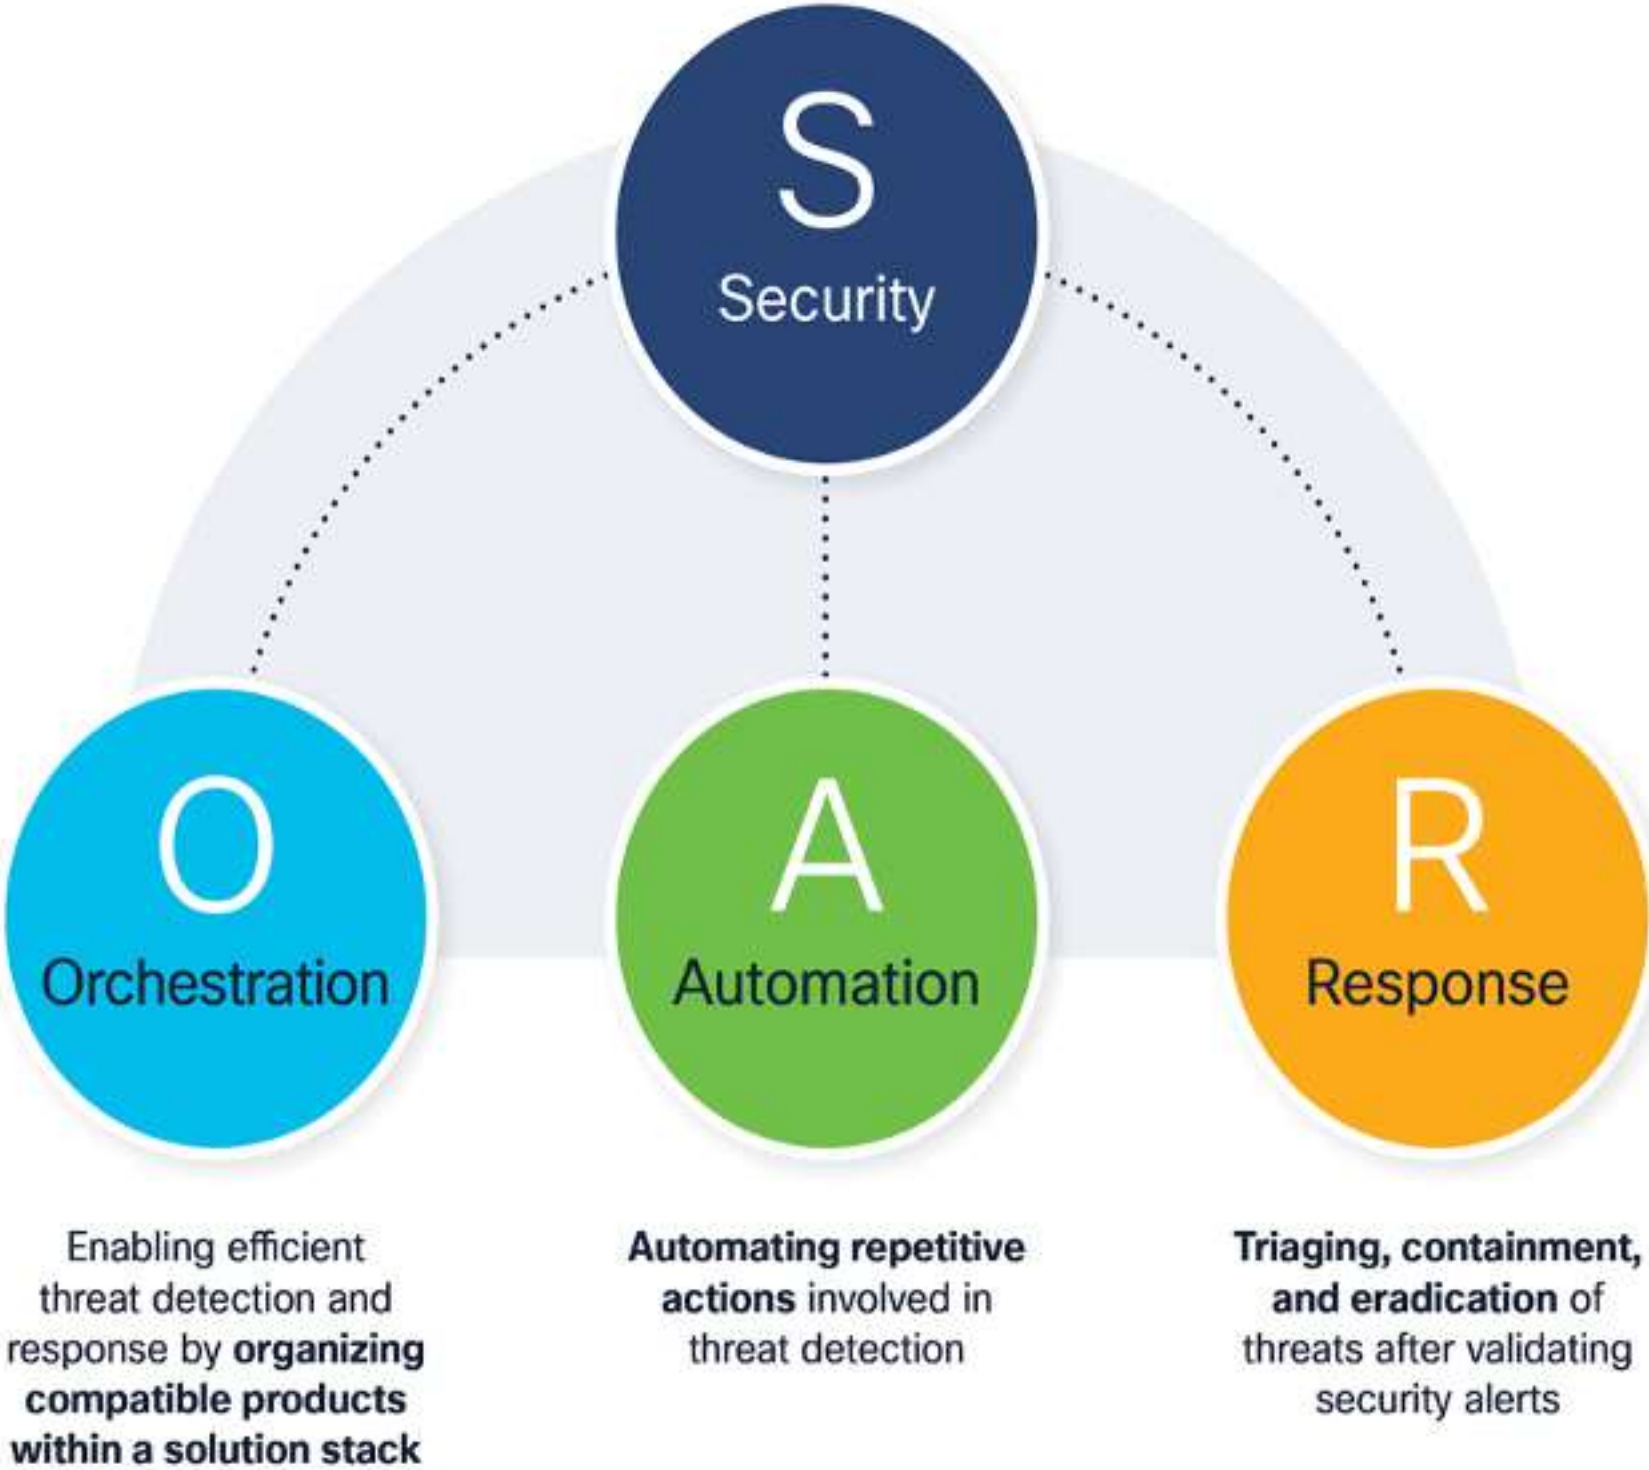 S
Security
O
Orchestration
A
Automation
R
Response
Enabling efficient
threat detection and
response by organizing
compatible products
within a solution stack
Automating repetitive
actions involved in
threat detection
Triaging, containment,
and eradication of
threats after validating
security alerts